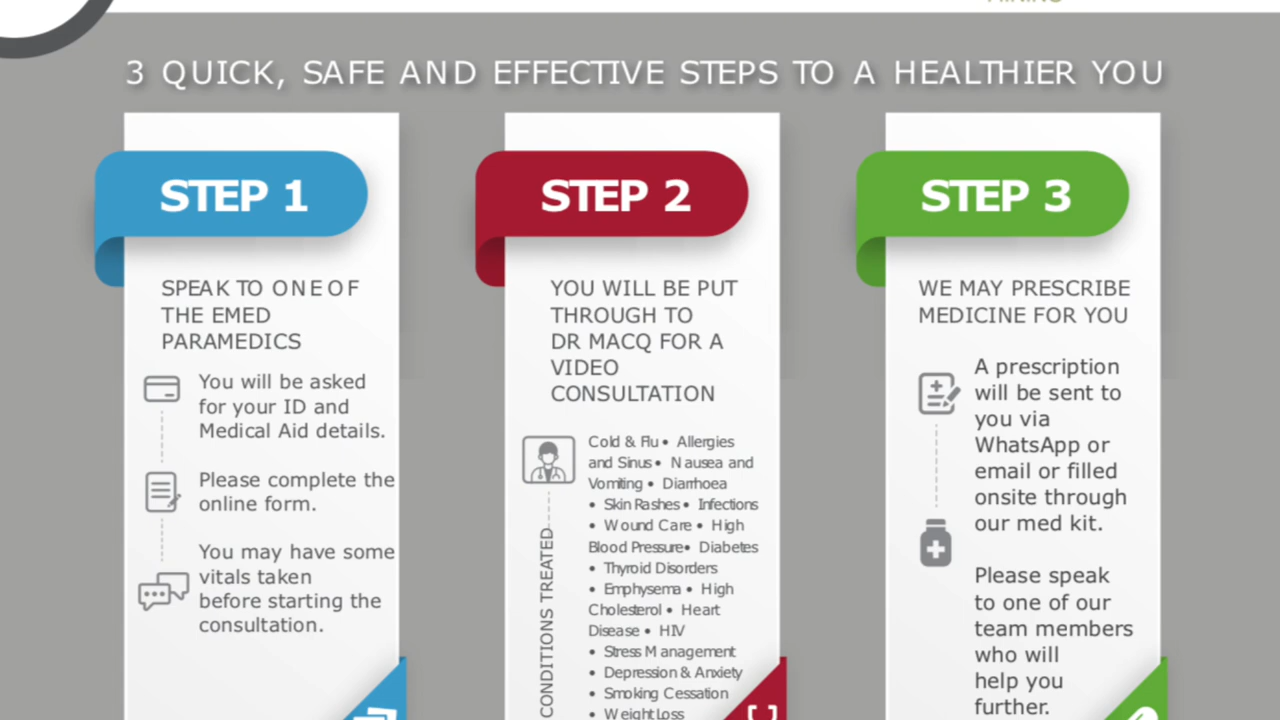 3 QUICK, SAFE AND EFFECTIVE STEPS TO A HEALTHIER YOU
STEP 1
SPEAK TO ONE OF
THE EMED
PARAMEDICS
You will be asked
for your ID and
Medical Aid details.
Please complete the
online form.
You may have some
vitals taken
before starting the
consultation.
STEP 2
YOU WILL BE PUT
THROUGH TO
DR MACQ FOR A
VIDEO
CONSULTATION
CONDITIONS TREATED
Cold & Flu • Allergies
and Sinus • Nausea and
Vomiting • Diarrhoea
• Skin Rashes • Infections
• Wound Care • High
Blood Pressure • Diabetes
• Thyroid Disorders
• Emphysema • High
Cholesterol • Heart
Disease • HIV
• Stress Management
• Depression & Anxiety
• Smoking Cessation
• Weight Loss
STEP 3
WE MAY PRESCRIBE
MEDICINE FOR YOU
A prescription
will be sent to
you via
WhatsApp or
email or filled
onsite through
our med kit.
Please speak
to one of our
team members
who will
help you
further.